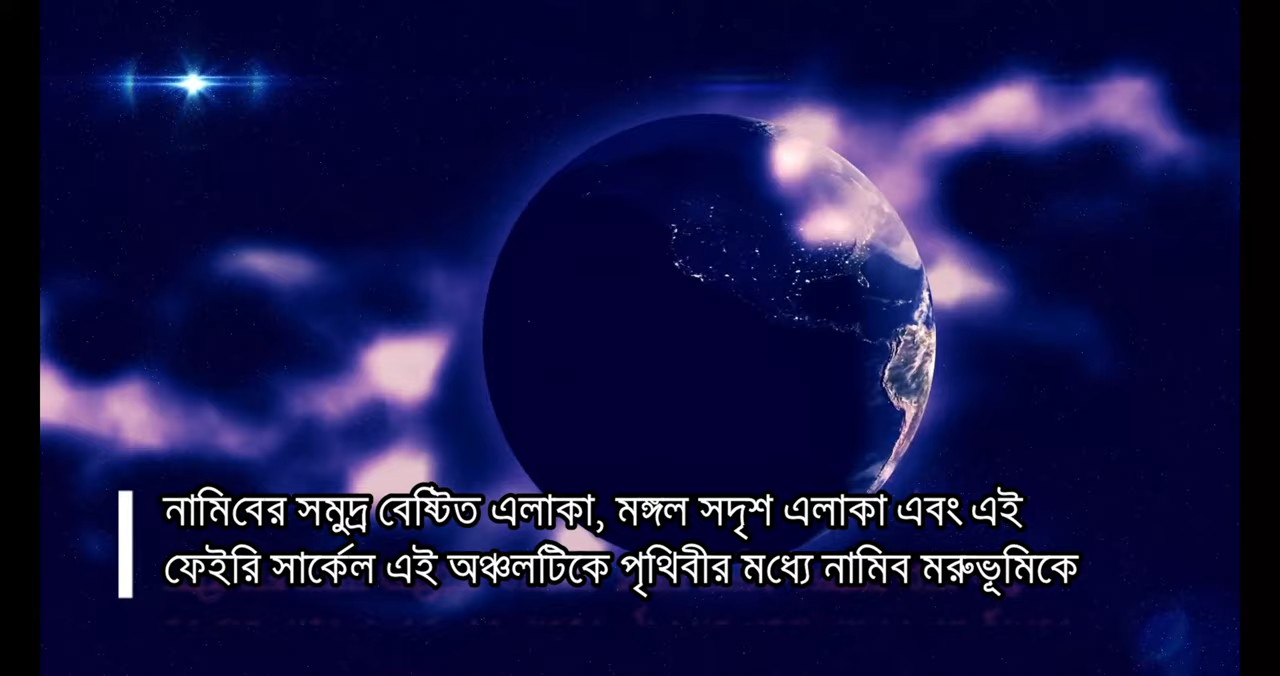 নামিবের সমুদ্র বেষ্টিত এলাকা, মঙ্গল সদৃশ এলাকা এবং এই
ফেইরি সার্কেল এই অঞ্চলটিকে পৃথিবীর মধ্যে নামিব মরুভূমিকে